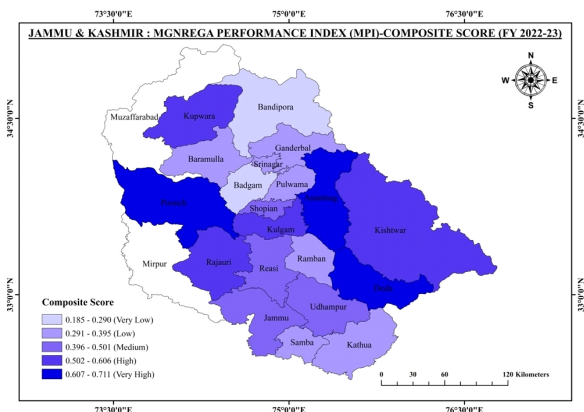 JAMMU & KASHMIR : MGNREGA PERFORMANCE INDEX (MPI)-COMPOSITE SCORE (FY 2022-23)
73°30'0"E 75°0'0"E 76°30'0"E
N
W E
S
34°30'0"N 34°30'0"N
33°0'0"N 33°0'0"N
Muzaffarabad
Kupwara
Bandipora
Baramulla
Ganderbal
Srinagar
Badgam
Pulwama
Anantnag
Poonch
Shopian
Kulgam
Kishtwar
Mirpur
Rajauri
Reasi
Ramban
Doda
Udhampur
Jammu
Samba
Kathua
Composite Score
0.185 - 0.290 (Very Low)
0.291 - 0.395 (Low)
0.396 - 0.501 (Medium)
0.502 - 0.606 (High)
0.607 - 0.711 (Very High)
0 30 60 120 Kilometers
73°30'0"E 75°0'0"E 76°30'0"E